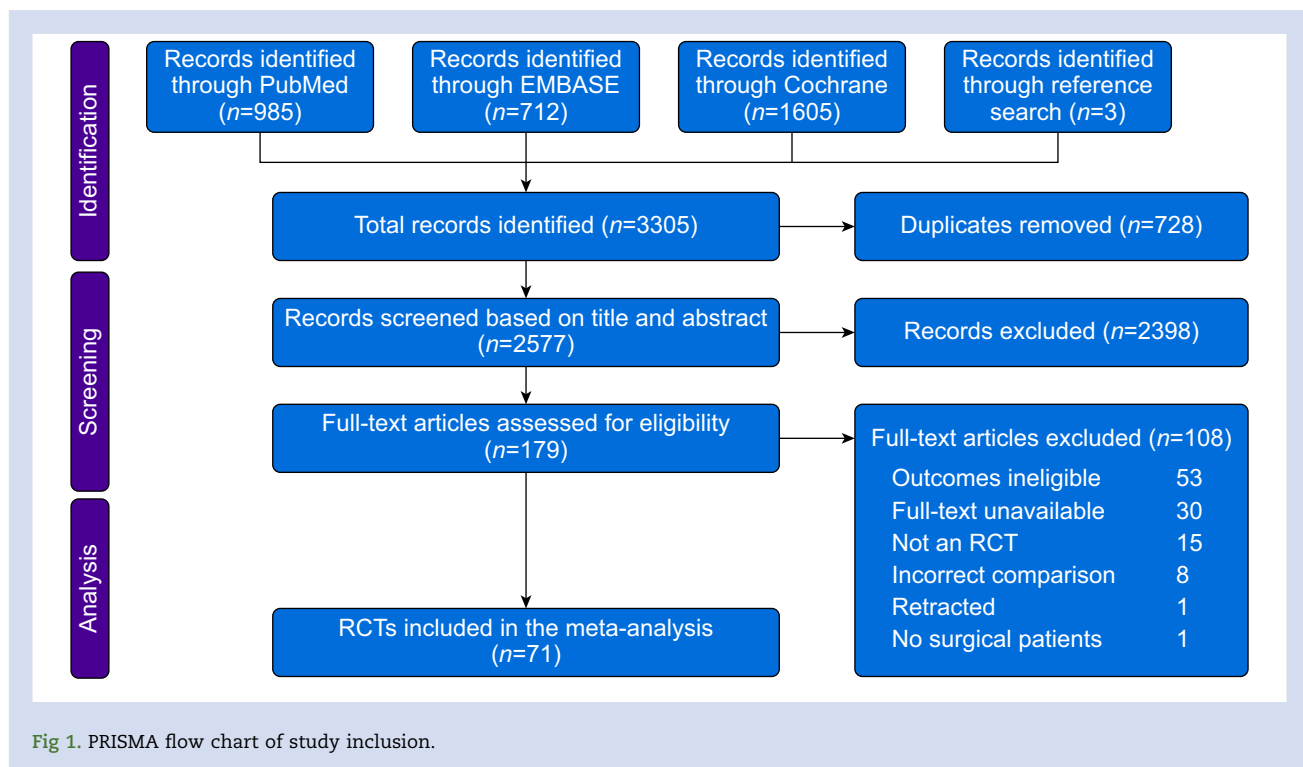 Identification
Records identified
through PubMed
(n=985)
Records identified
through EMBASE
(n=712)
Records identified
through Cochrane
(n=1605)
Records identified
through reference
search (n=3)
Total records identified (n=3305)
Duplicates removed (n=728)
Screening
Records screened based on title and abstract
(n=2577)
Records excluded (n=2398)
Full-text articles assessed for eligibility
(n=179)
Full-text articles excluded (n=108)
Outcomes ineligible 53
Full-text unavailable 30
Not an RCT 15
Incorrect comparison 8
Retracted 1
No surgical patients 1
Analysis
RCTs included in the meta-analysis
(n=71)
Fig 1. PRISMA flow chart of study inclusion.